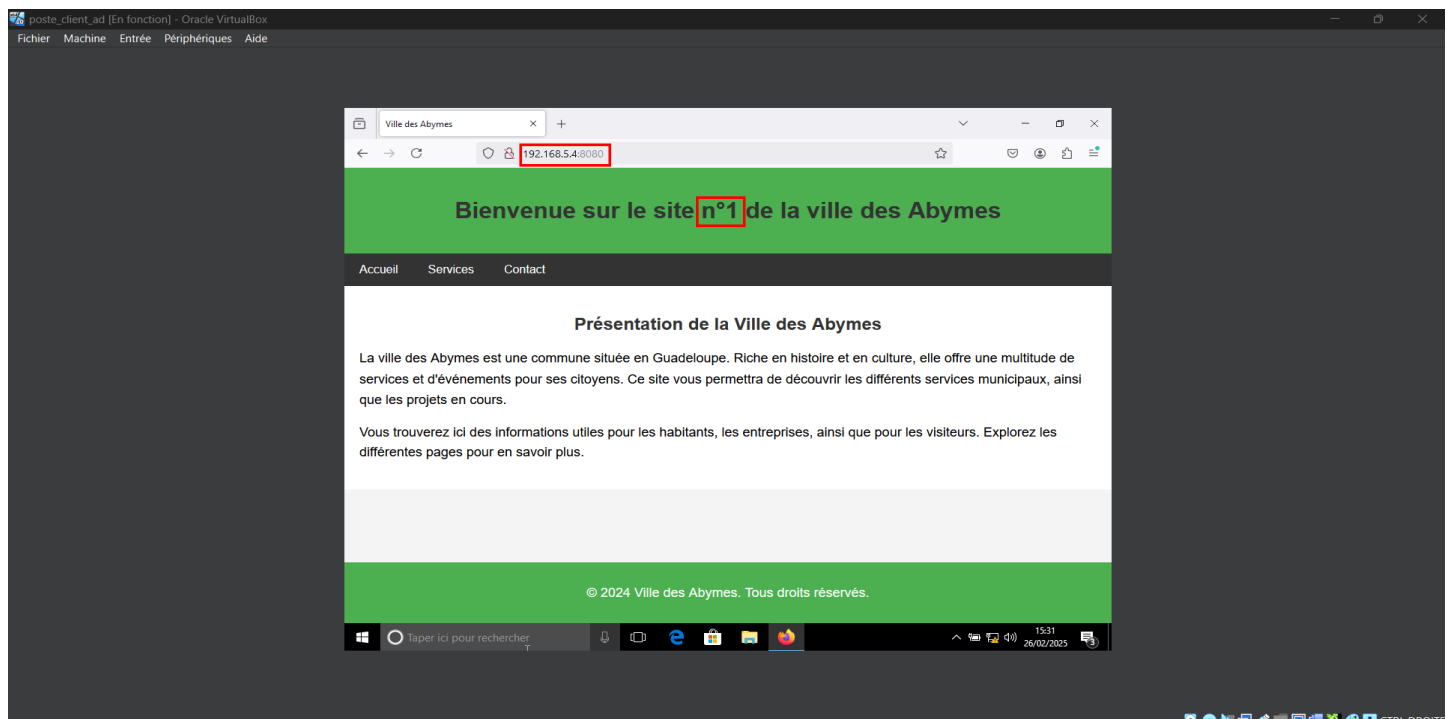 poste_client_ad [En fonction] - Oracle VirtualBox
Fichier Machine Entrée Périphériques Aide
Ville des Abymes
192.168.5.4:8080
Bienvenue sur le site n°1 de la ville des Abymes
Accueil Services Contact
Présentation de la Ville des Abymes
La ville des Abymes est une commune située en Guadeloupe. Riche en histoire et en culture, elle offre une multitude de
services et d'événements pour ses citoyens. Ce site vous permettra de découvrir les différents services municipaux, ainsi
que les projets en cours.
Vous trouverez ici des informations utiles pour les habitants, les entreprises, ainsi que pour les visiteurs. Explorez les
différentes pages pour en savoir plus.
© 2024 Ville des Abymes. Tous droits réservés.
Taper ici pour rechercher
15:31
26/02/2025
3
CTRL DROITE